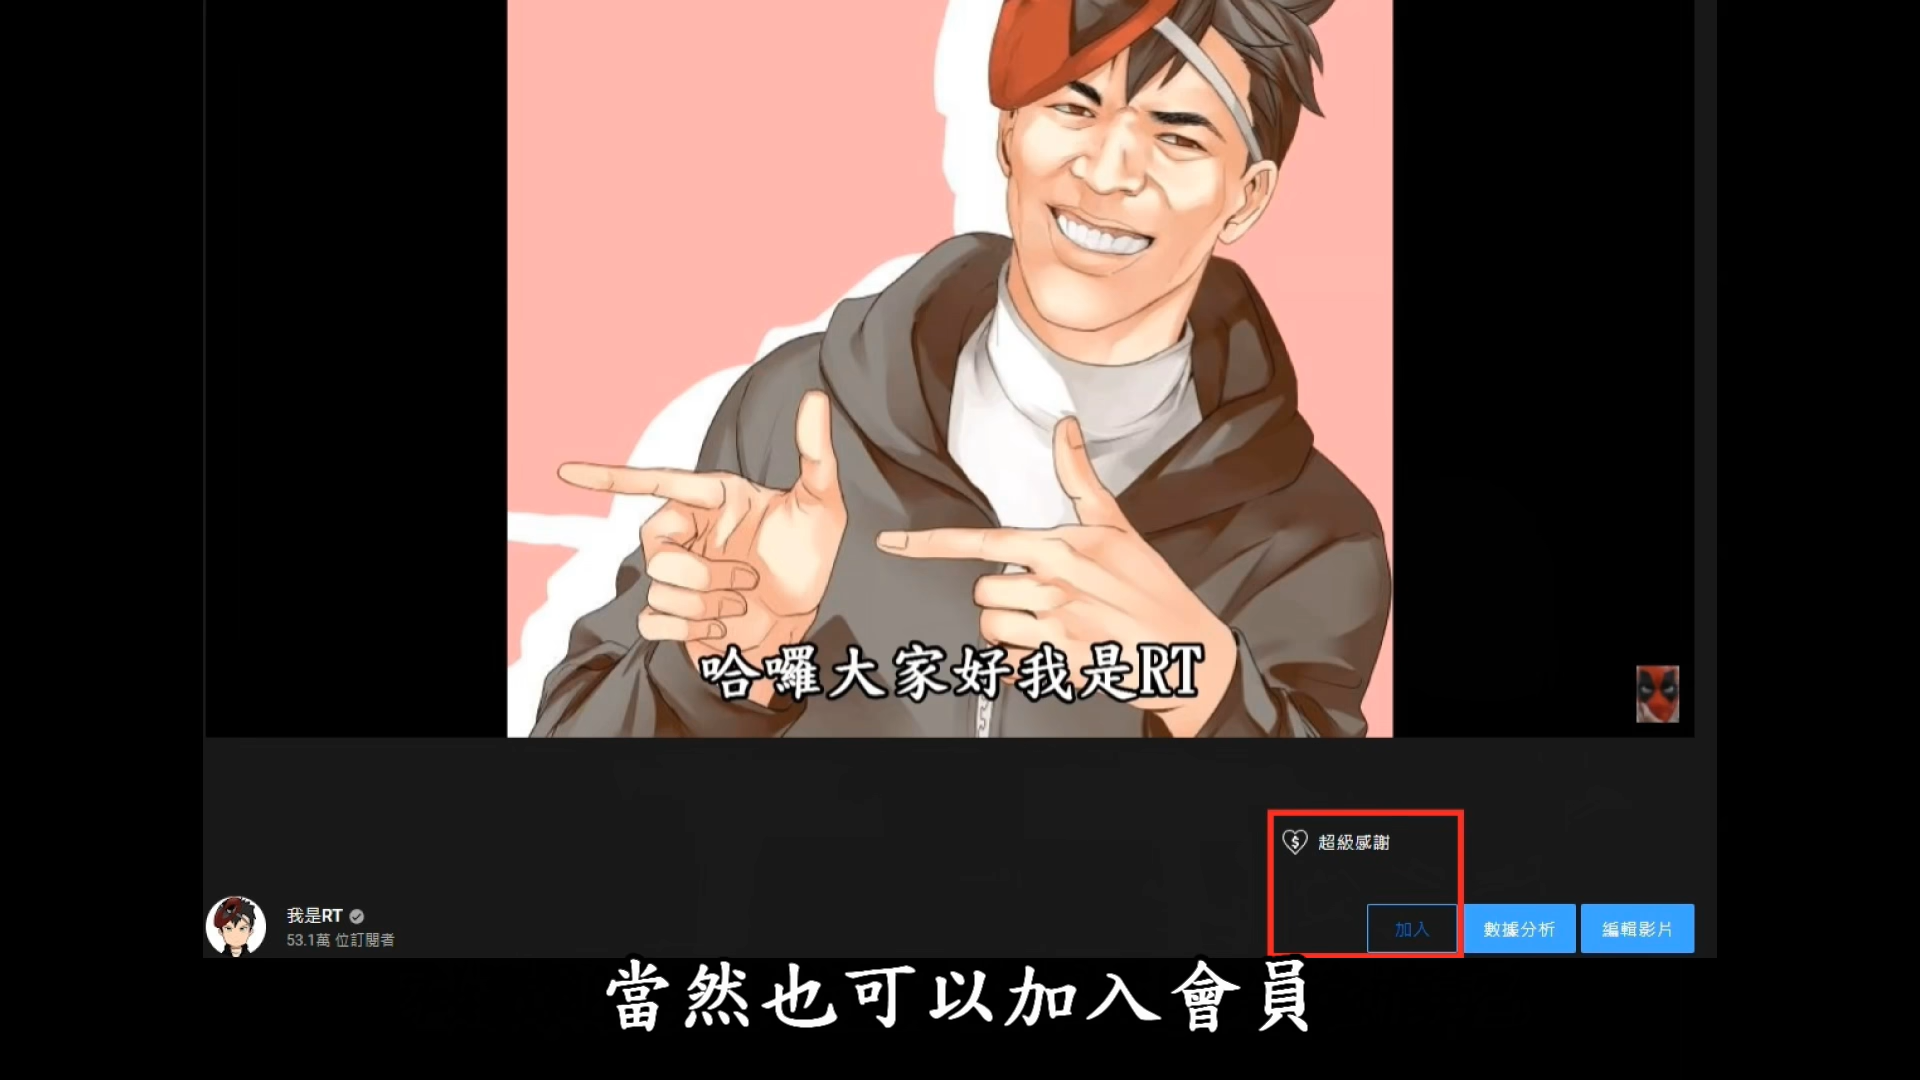 哈囉大家好我是RT
超級感謝
我是RT
53.1萬 位訂閱者
加入
數據分析
編輯影片
當然也可以加入會員